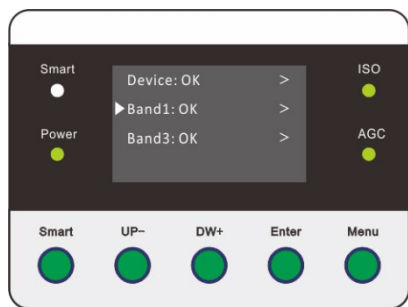 Smart
ISO
Device: OK >
Band1: OK >
Band3: OK >
Power
AGC
Smart UP- DW+ Enter Menu